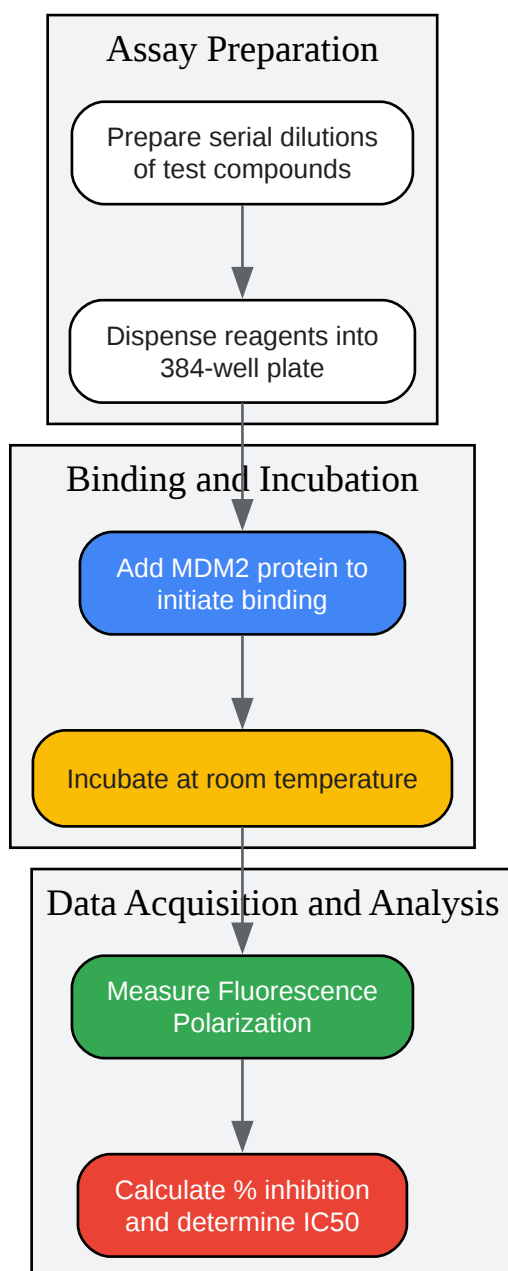 Assay Preparation
Prepare serial dilutions
of test compounds
Dispense reagents into
384-well plate
Binding and Incubation
Add MDM2 protein to
initiate binding
Incubate at room temperature
Data Acquisition and Analysis
Measure Fluorescence
Polarization
Calculate % inhibition
and determine IC50